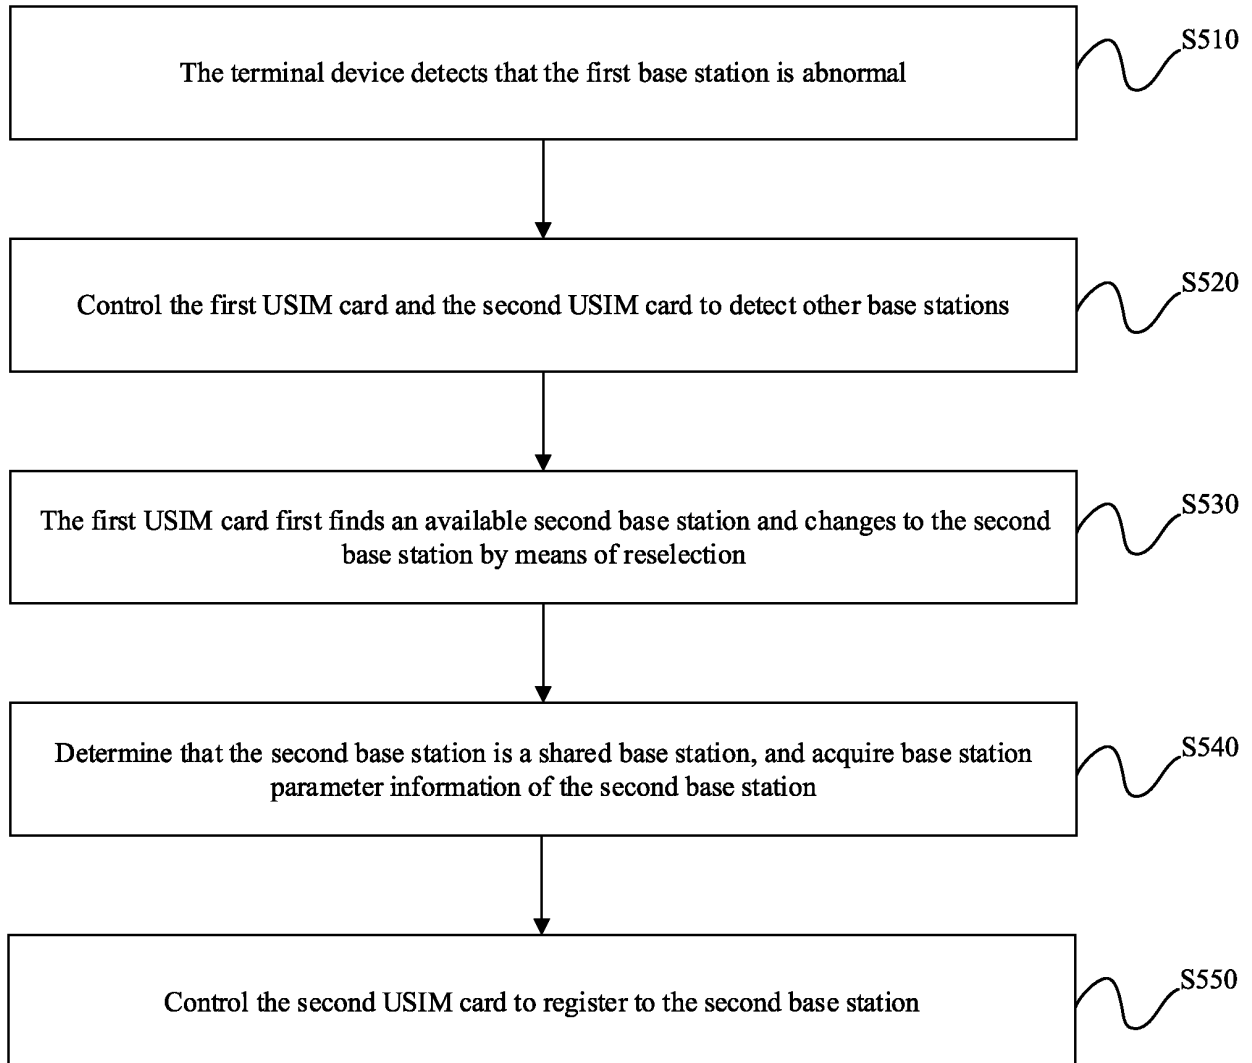 The terminal device detects that the first base station is abnormal
S510
Control the first USIM card and the second USIM card to detect other base stations
S520
The first USIM card first finds an available second base station and changes to the second
base station by means of reselection
S530
Determine that the second base station is a shared base station, and acquire base station
parameter information of the second base station
S540
Control the second USIM card to register to the second base station
S550